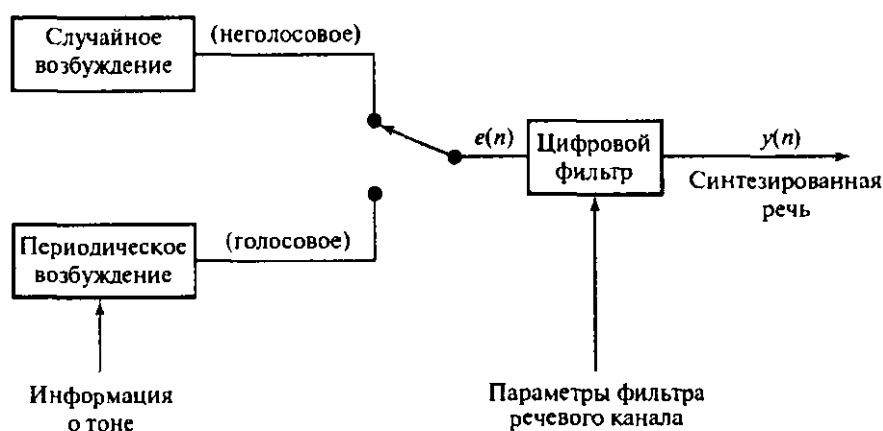 Случайное
возбуждение
(неголосовое)
e(n)
Цифровой
фильтр
y(n)
Синтезированная
речь
Периодическое
возбуждение
(голосовое)
Информация
о тоне
Параметры фильтра
речевого канала